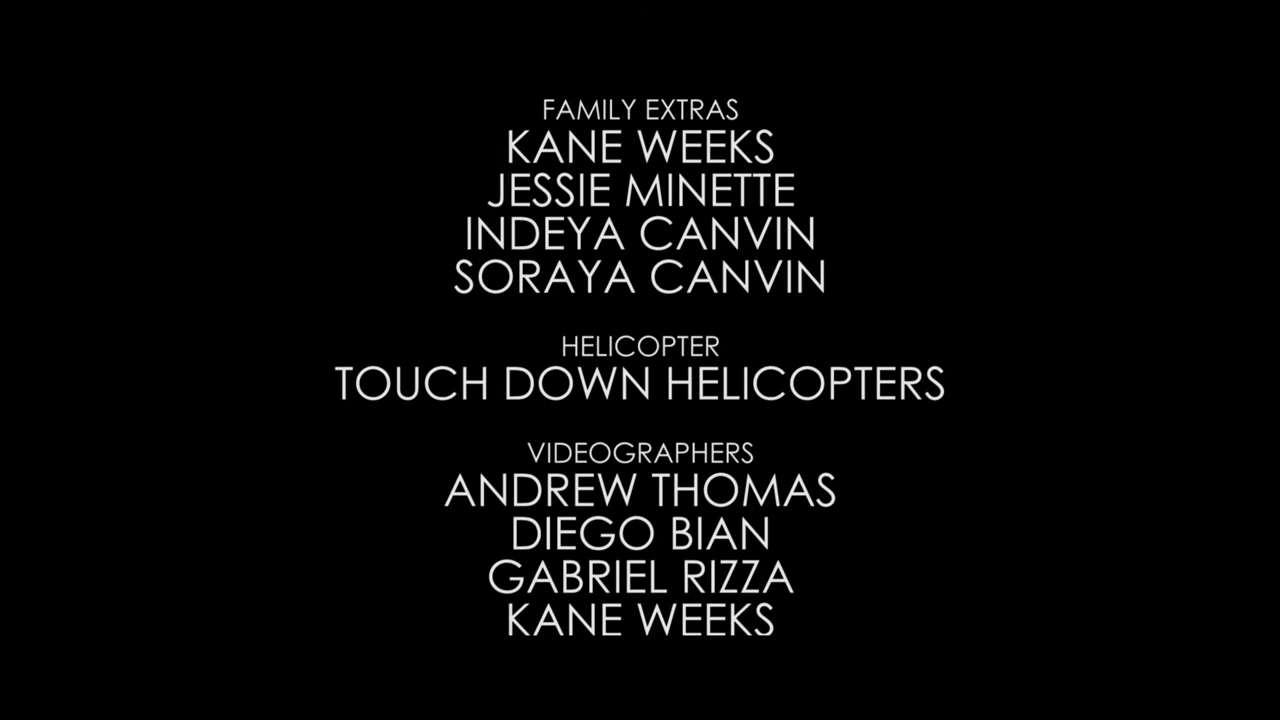 FAMILY EXTRAS
KANE WEEKS
JESSIE MINETTE
INDEYA CANVIN
SORAYA CANVIN
HELICOPTER
TOUCH DOWN HELICOPTERS
VIDEOGRAPHERS
ANDREW THOMAS
DIEGO BIAN
GABRIEL RIZZA
KANE WEEKS